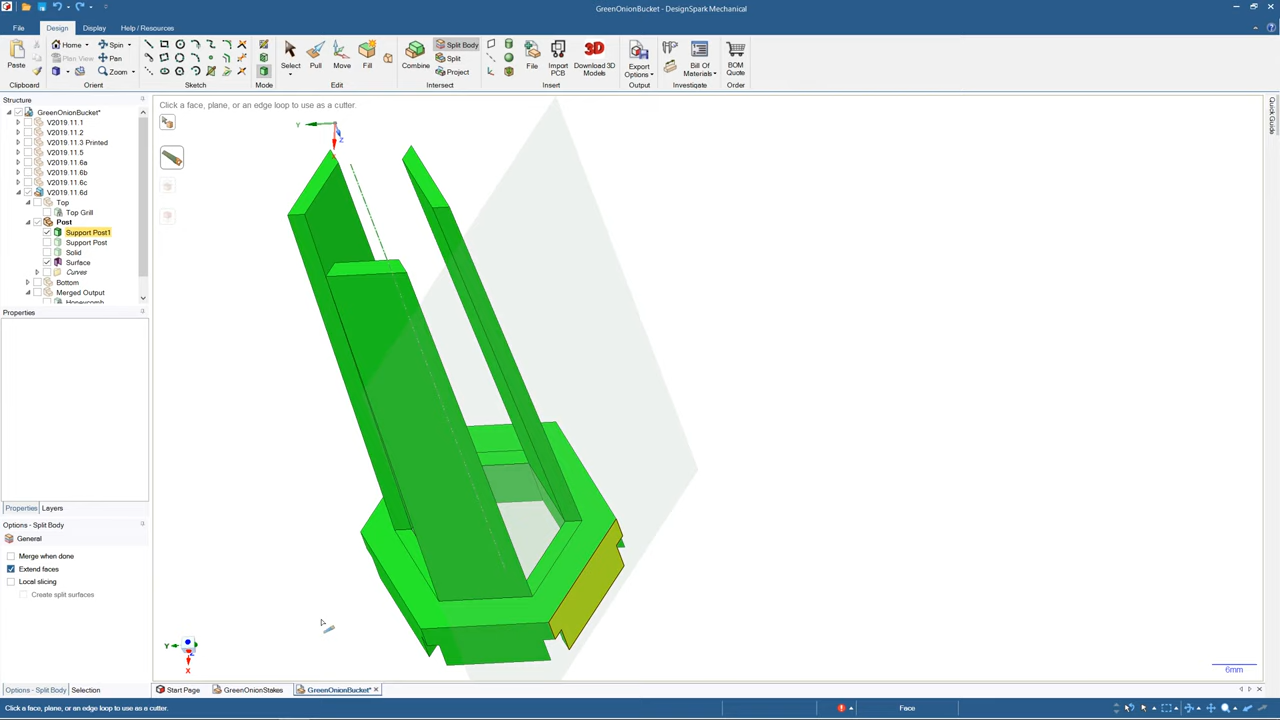 GreenOnionBucket - DesignSpark Mechanical
File Design Display Help / Resources
Home Spin
Plan View Pan
Zoom
Paste
Select Pull Move Fill
Combine
Split Body
Split
Project
File Import PCB Download 3D Models
Export Options
Bill Of Materials
BOM Quote
Clipboard Orient Sketch Mode Edit Intersect Insert Output Investigate Order
Structure
Click a face, plane, or an edge loop to use as a cutter.
Quick Guide
GreenOnionBucket*
V2019.11.1
V2019.11.2
V2019.11.3 Printed
V2019.11.5
V2019.11.6a
V2019.11.6b
V2019.11.6c
V2019.11.6d
Top
Top Grill
Post
Support Post1
Support Post
Solid
Surface
Curves
Bottom
Merged Output
Honeycomb
Y
Z
Properties
Properties Layers
Options - Split Body
General
Merge when done
Extend faces
Local slicing
Create split surfaces
Y
Z
X
6mm
Options - Split Body Selection
Start Page GreenOnionStakes GreenOnionBucket*
Click a face, plane, or an edge loop to use as a cutter.
Face